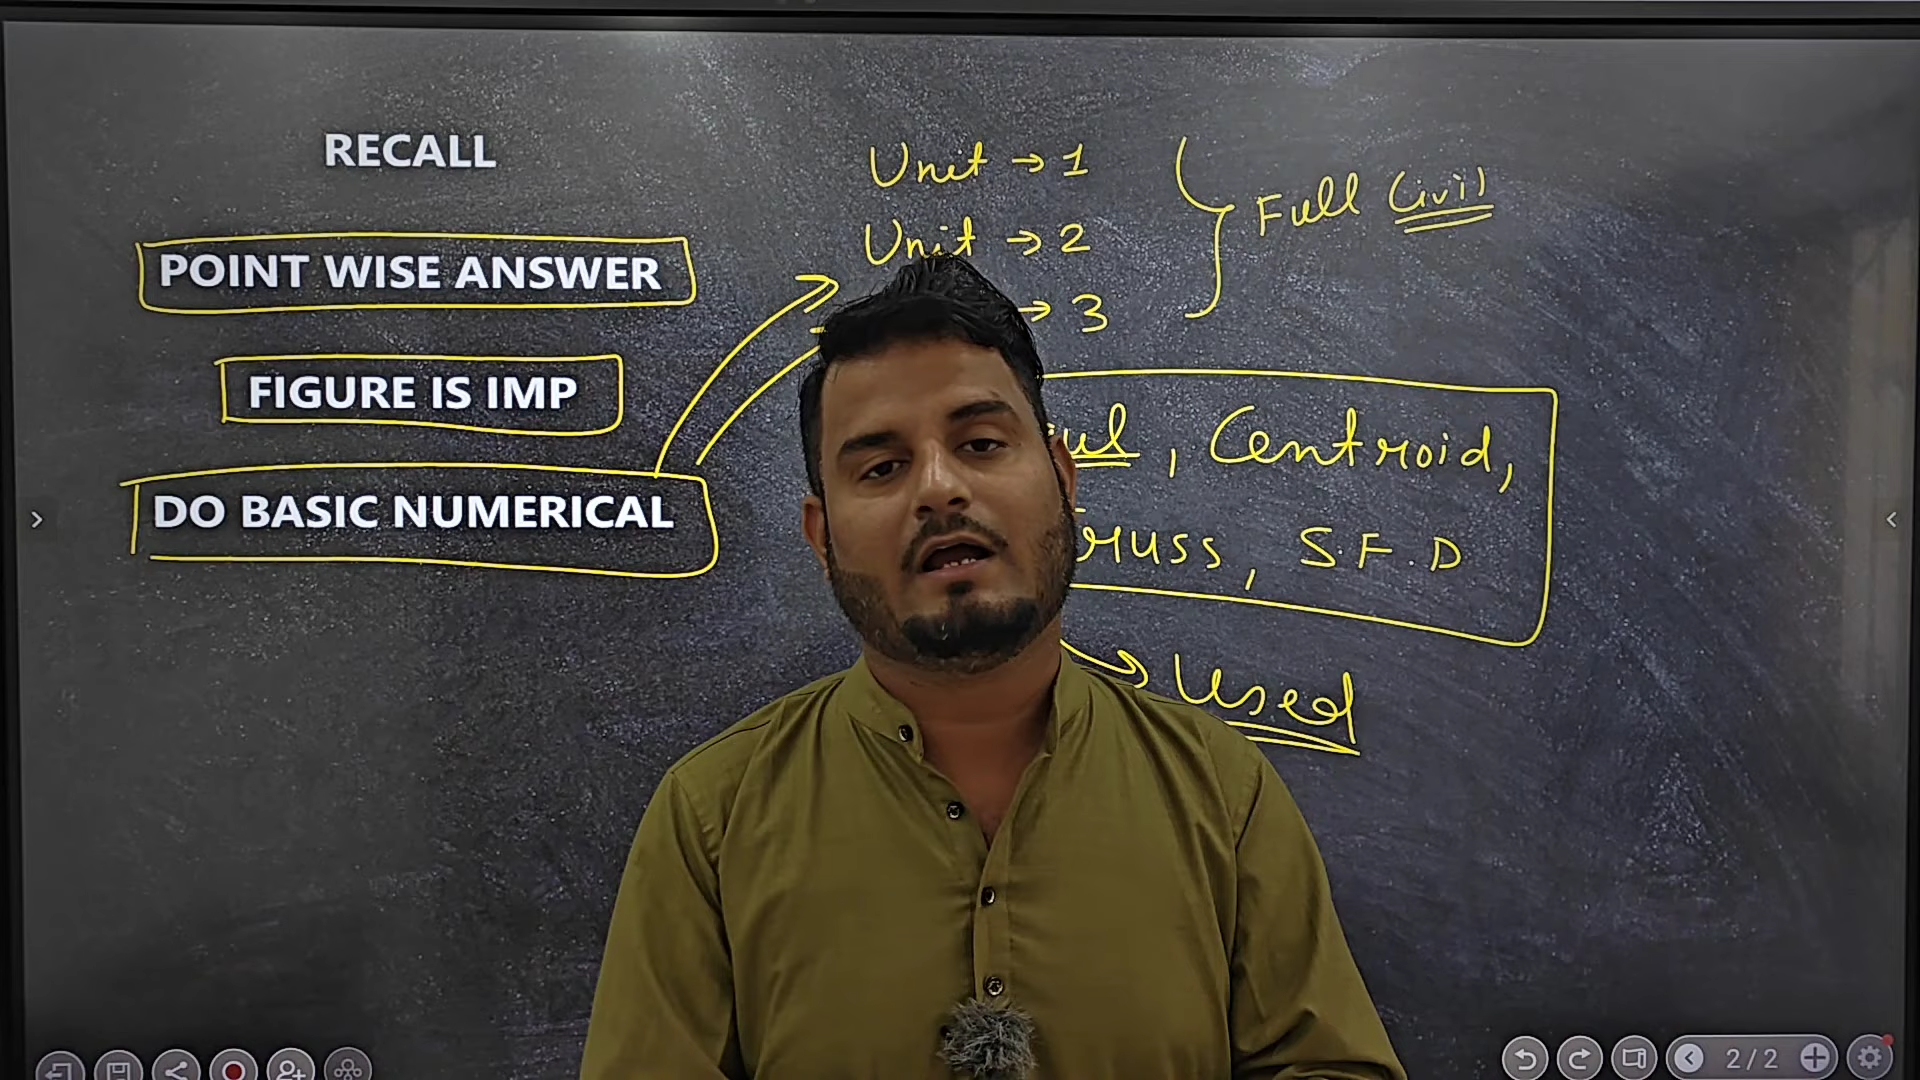 RECALL
POINT WISE ANSWER
FIGURE IS IMP
DO BASIC NUMERICAL
Unit → 1
Unit → 2
→ 3
Full Civil
, Centroid,
Truss, S.F.D
→ Used
2/2